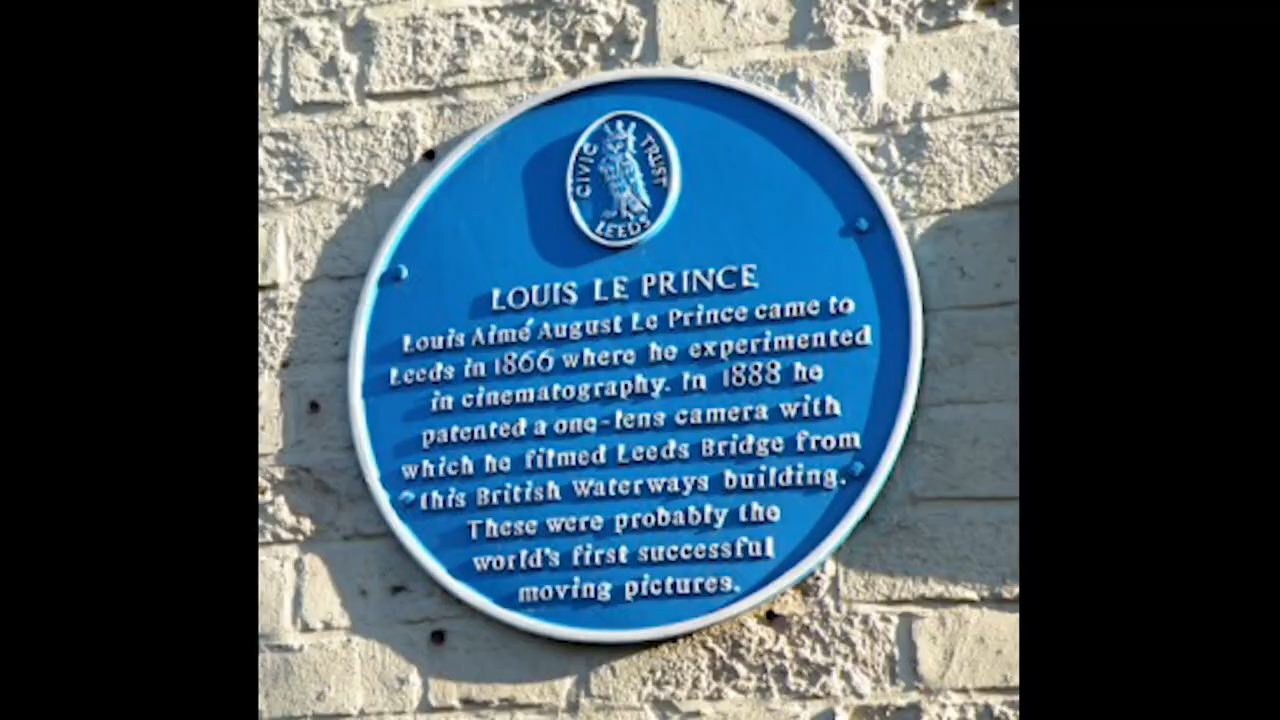 CIVIC TRUST
LEEDS
LOUIS LE PRINCE
Louis Aimé August Le Prince came to
Leeds in 1866 where he experimented
in cinematography. In 1888 he
patented a one-lens camera with
which he filmed Leeds Bridge from
this British Waterways building.
These were probably the
world's first successful
moving pictures.